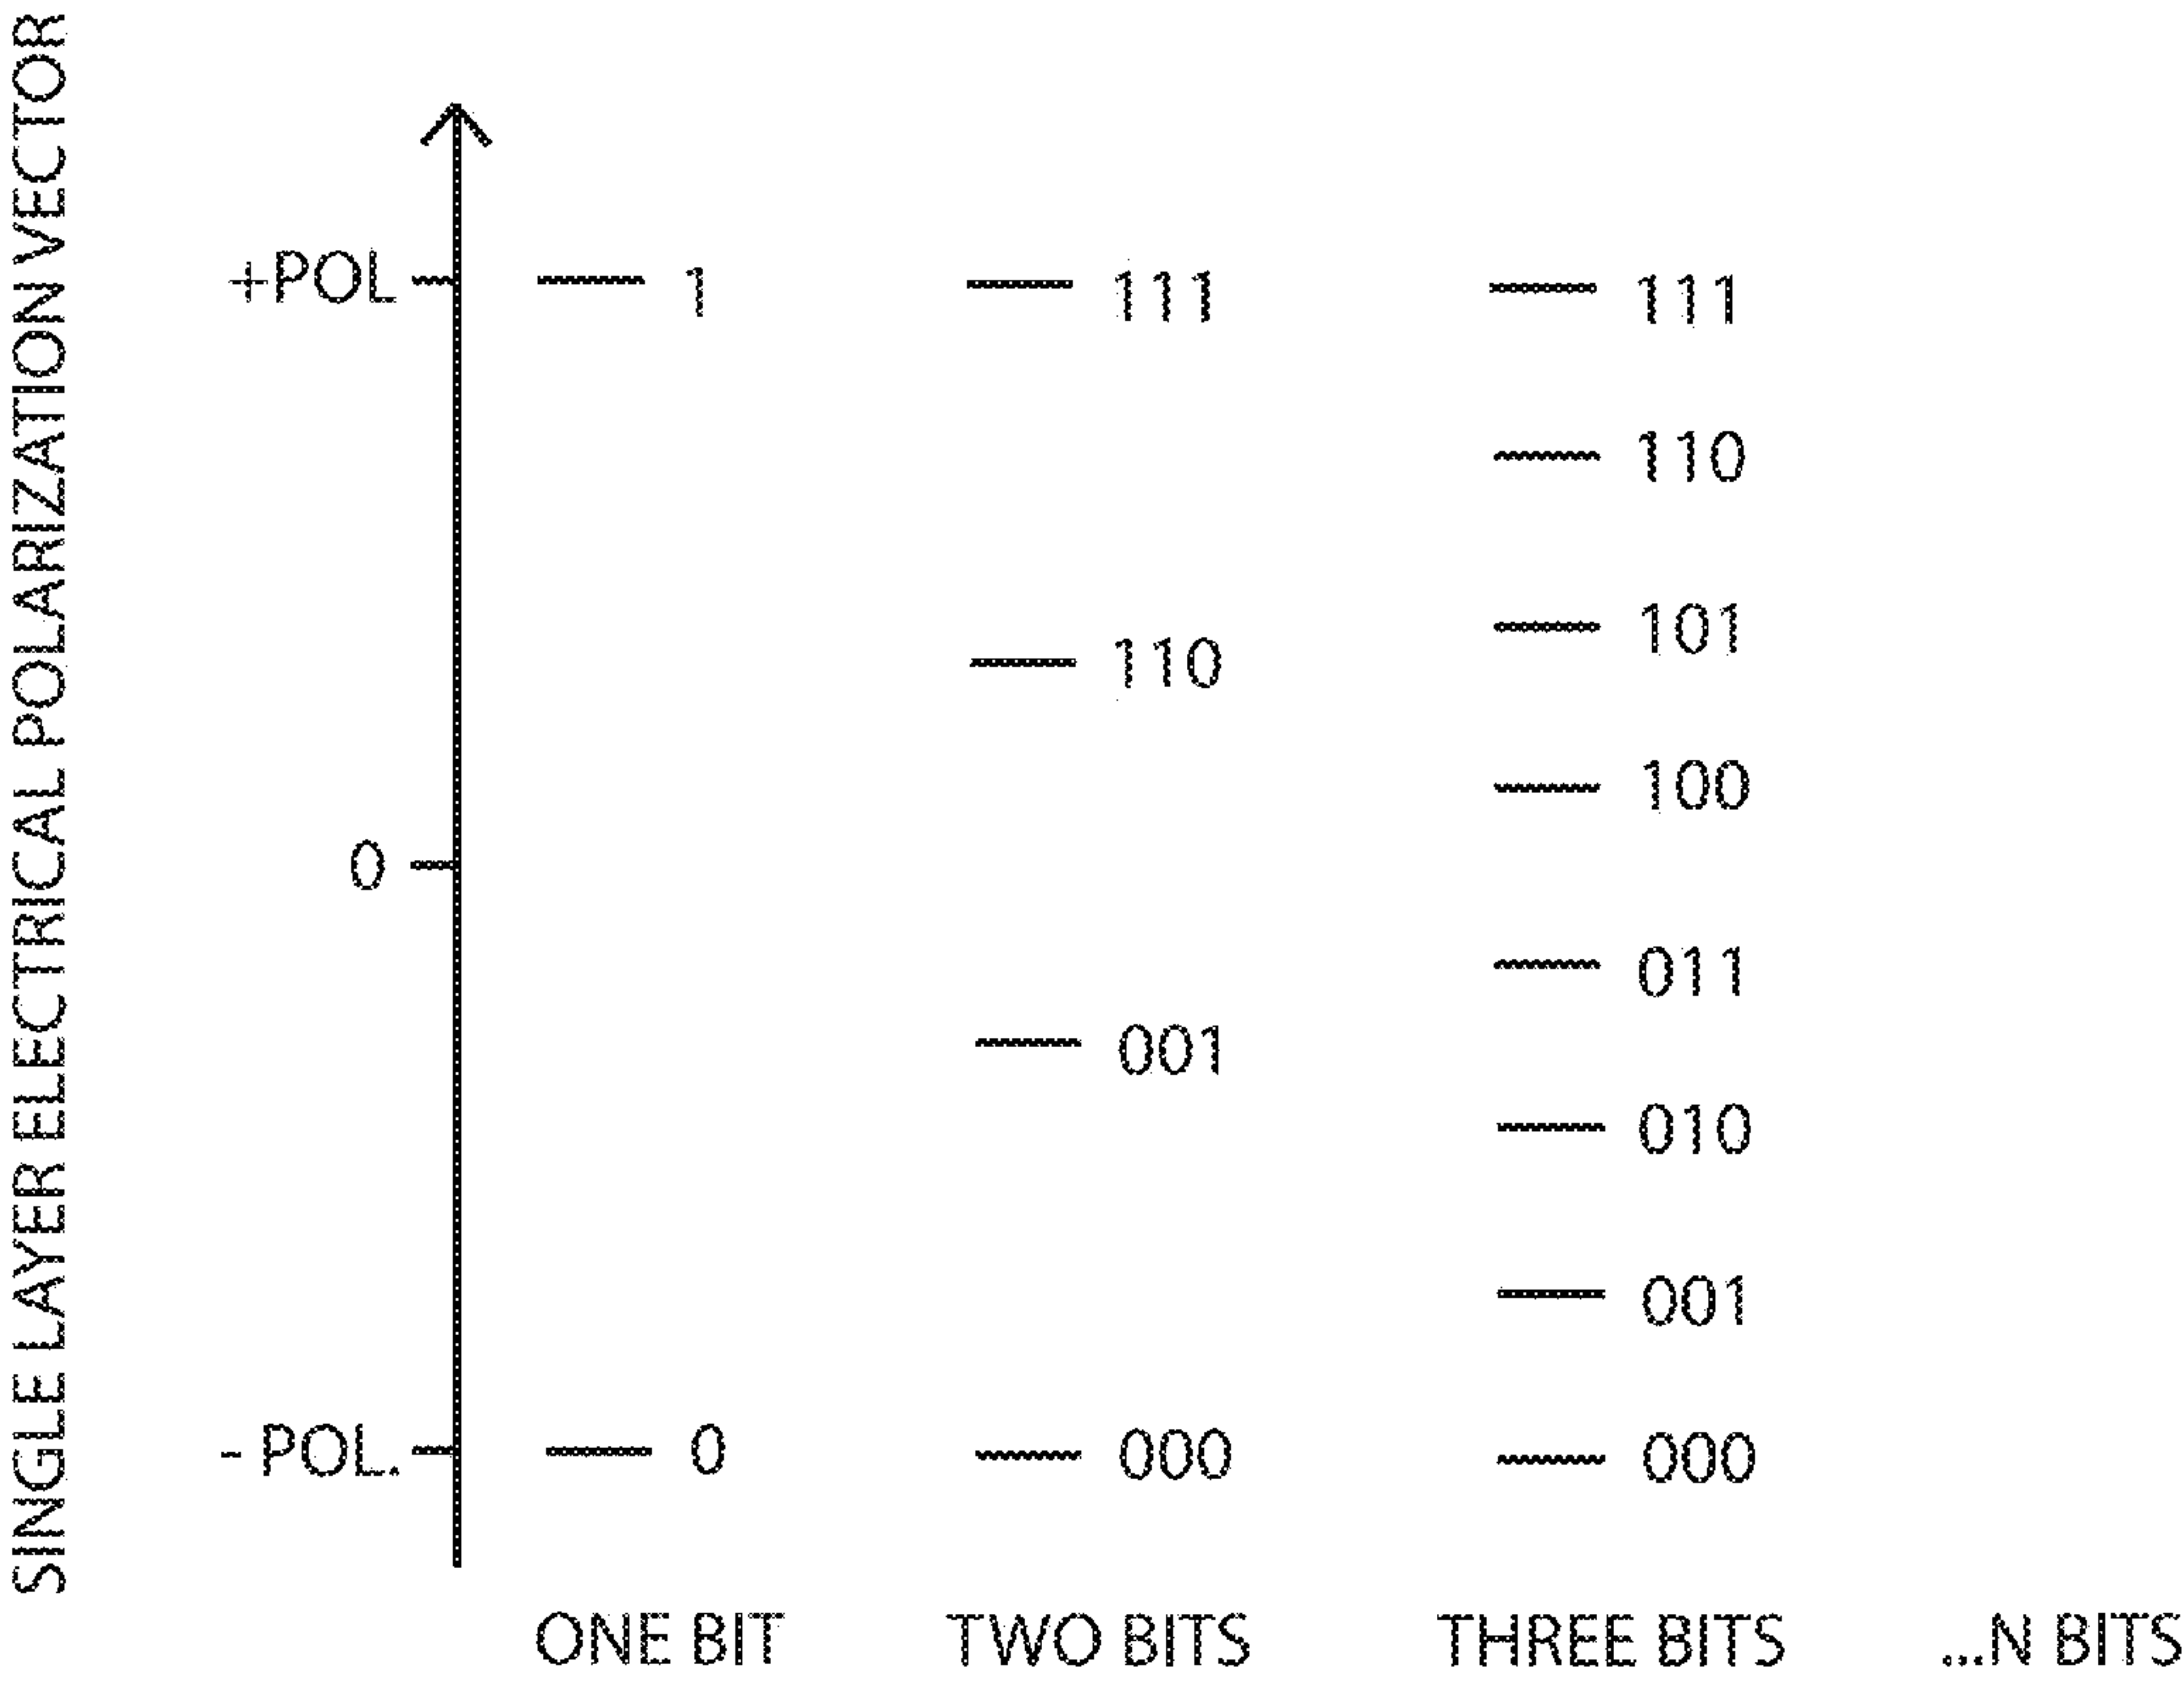 SINGLE LAYER ELECTRICAL POLARIZATION VECTOR
+POL
0
- POL.
1
0
111
110
001
000
111
110
101
100
011
010
001
000
ONE BIT
TWO BITS
THREE BITS
...N BITS